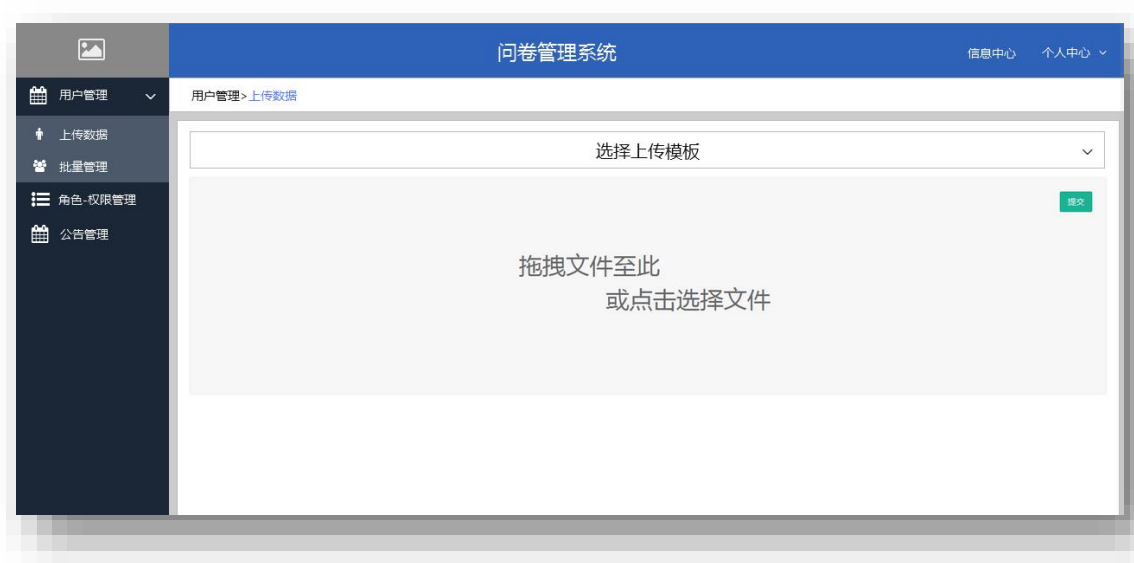 问卷管理系统
信息中心 个人中心
用户管理
用户管理>上传数据
上传数据
批量管理
角色-权限管理
公告管理
选择上传模板
提交
拖拽文件至此
或点击选择文件